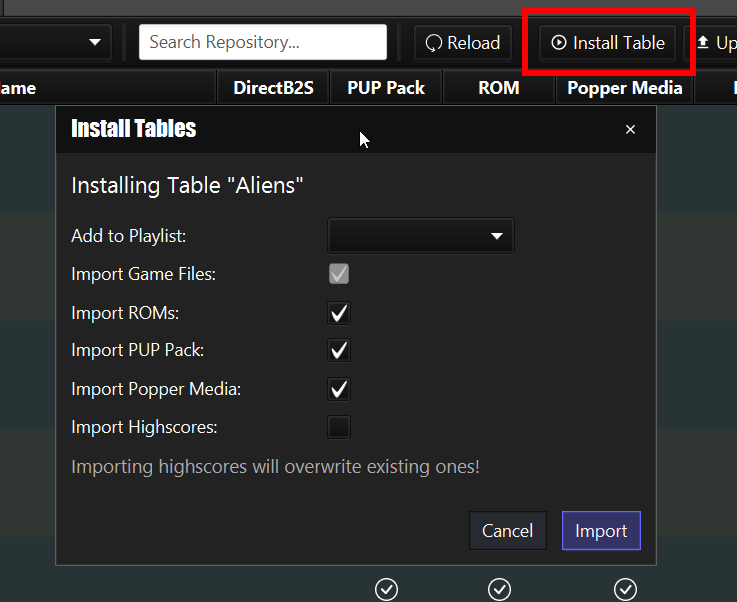 Search Repository... Reload Install Table Up
ame DirectB2S PUP Pack ROM Popper Media
Install Tables
Installing Table "Aliens"
Add to Playlist:
Import Game Files:
Import ROMs:
Import PUP Pack:
Import Popper Media:
Import Highscores:
Importing highscores will overwrite existing ones!
Cancel Import